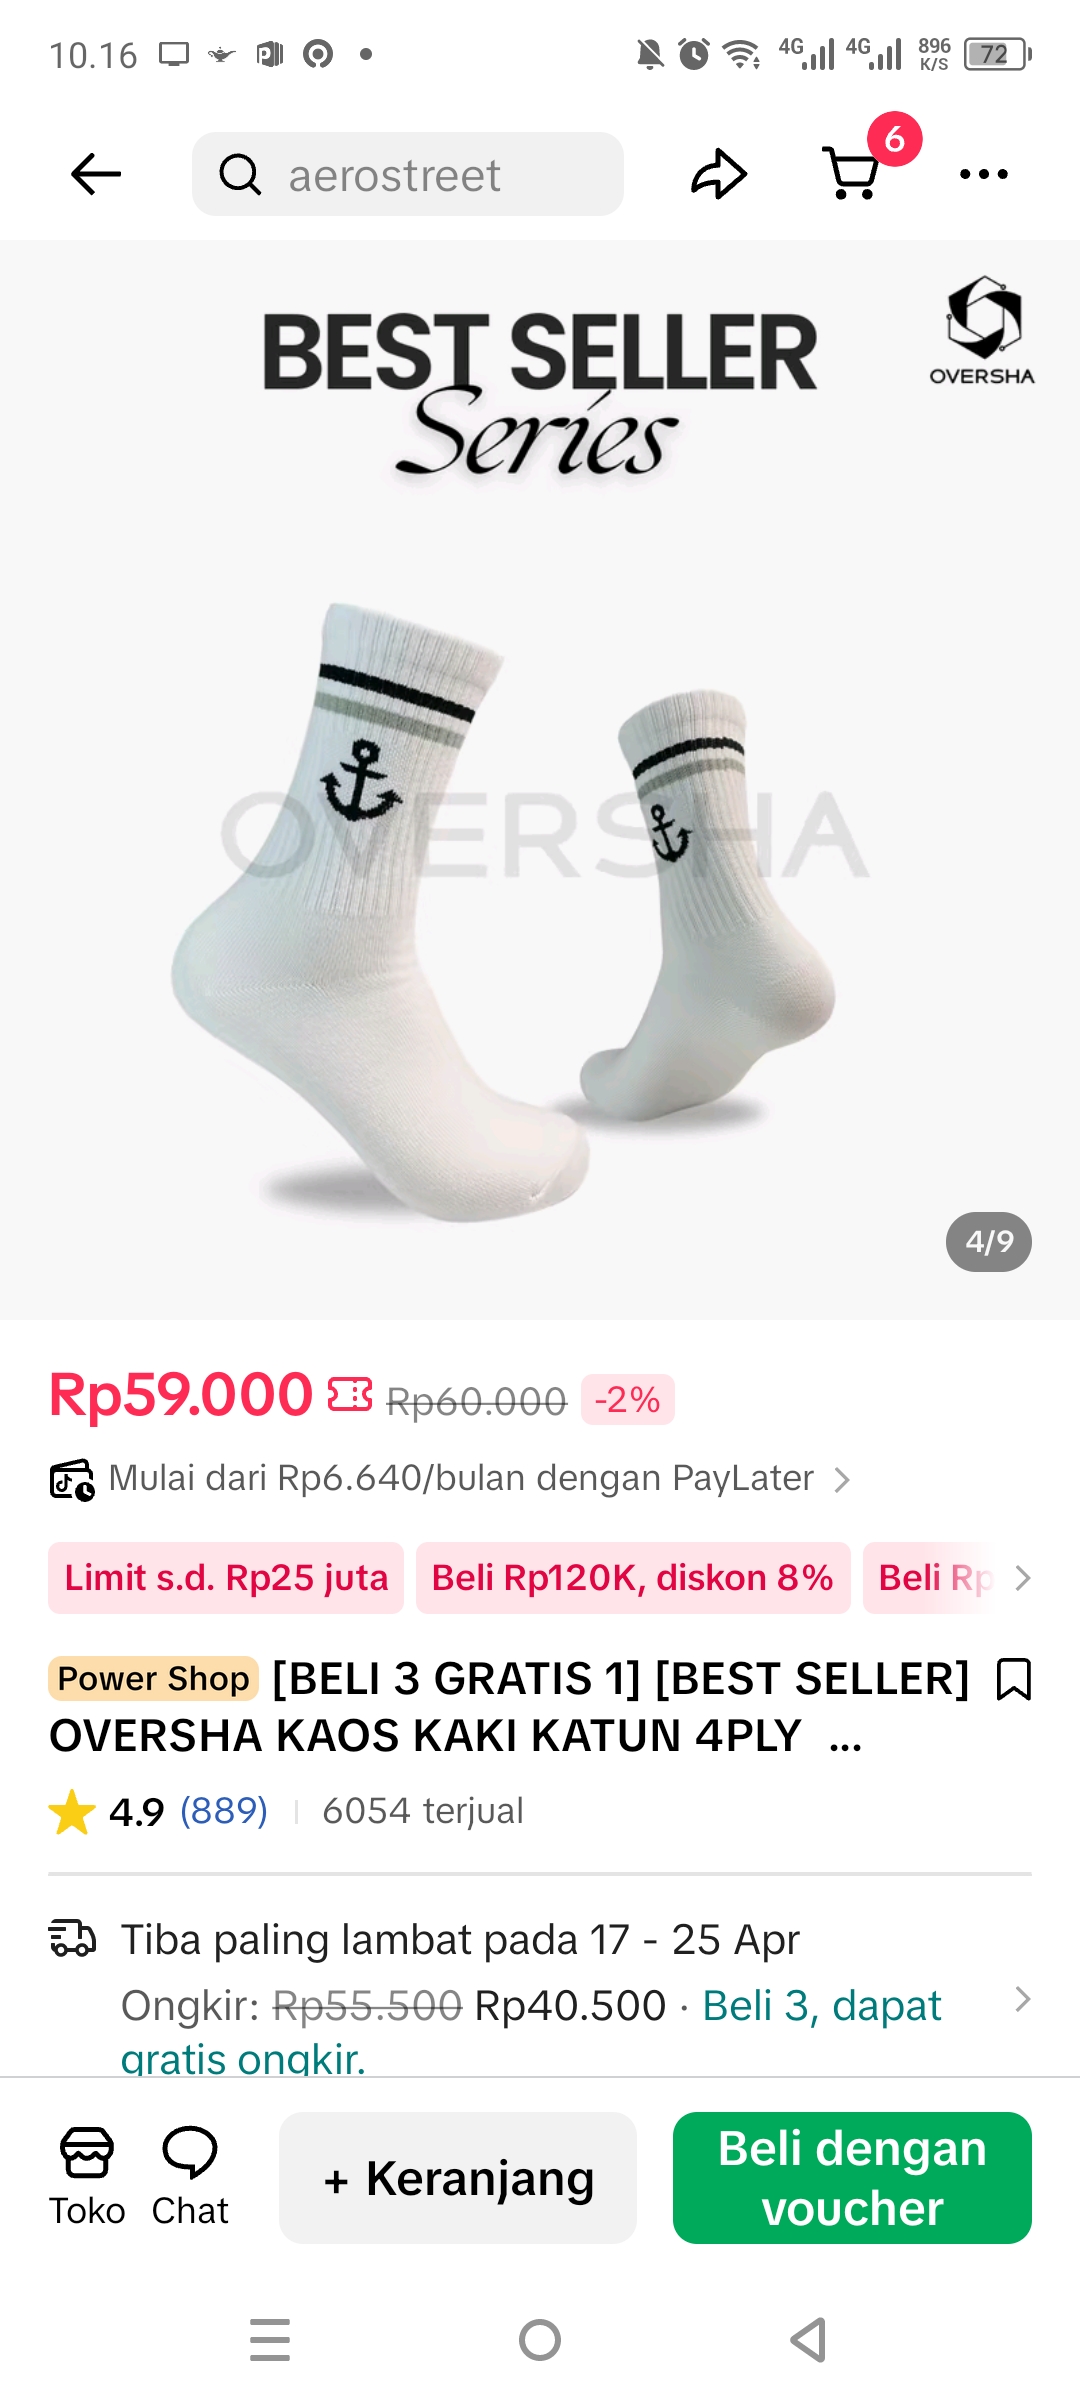 10.16
4G 4G 896 K/S 72
aerostreet
6
BEST SELLER
Series
OVERSHA
OVERSHA
4/9
Rp59.000 Rp60.000 -2%
Mulai dari Rp6.640/bulan dengan PayLater
Limit s.d. Rp25 juta Beli Rp120K, diskon 8% Beli Rp
Power Shop [BELI 3 GRATIS 1] [BEST SELLER]
OVERSHA KAOS KAKI KATUN 4PLY ...
4.9 (889) 6054 terjual
Tiba paling lambat pada 17 - 25 Apr
Ongkir: Rp55.500 Rp40.500 · Beli 3, dapat
gratis ongkir.
Toko Chat + Keranjang
Beli dengan
voucher